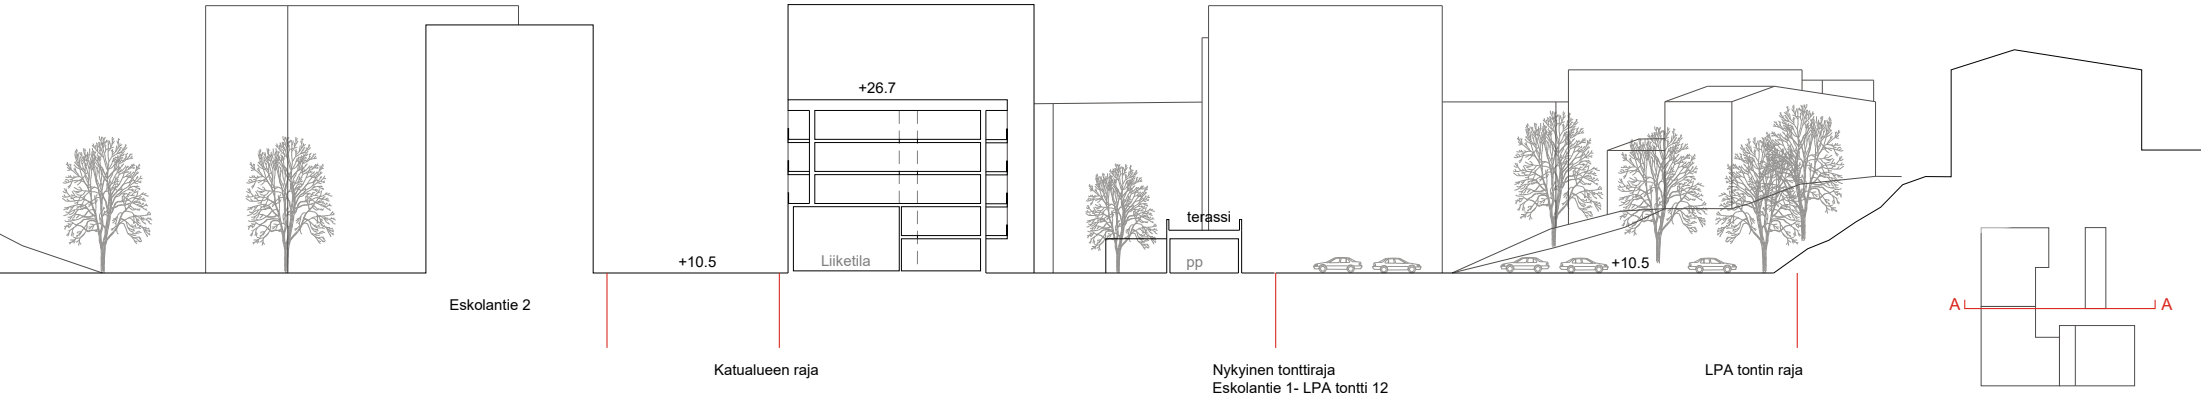 +26.7
terassi
Liiketila
pp
+10.5
+10.5
Eskolantie 2
A
A
Katualueen raja
Nykyinen tonttiraja
Eskolantie 1- LPA tontti 12
LPA tontin raja